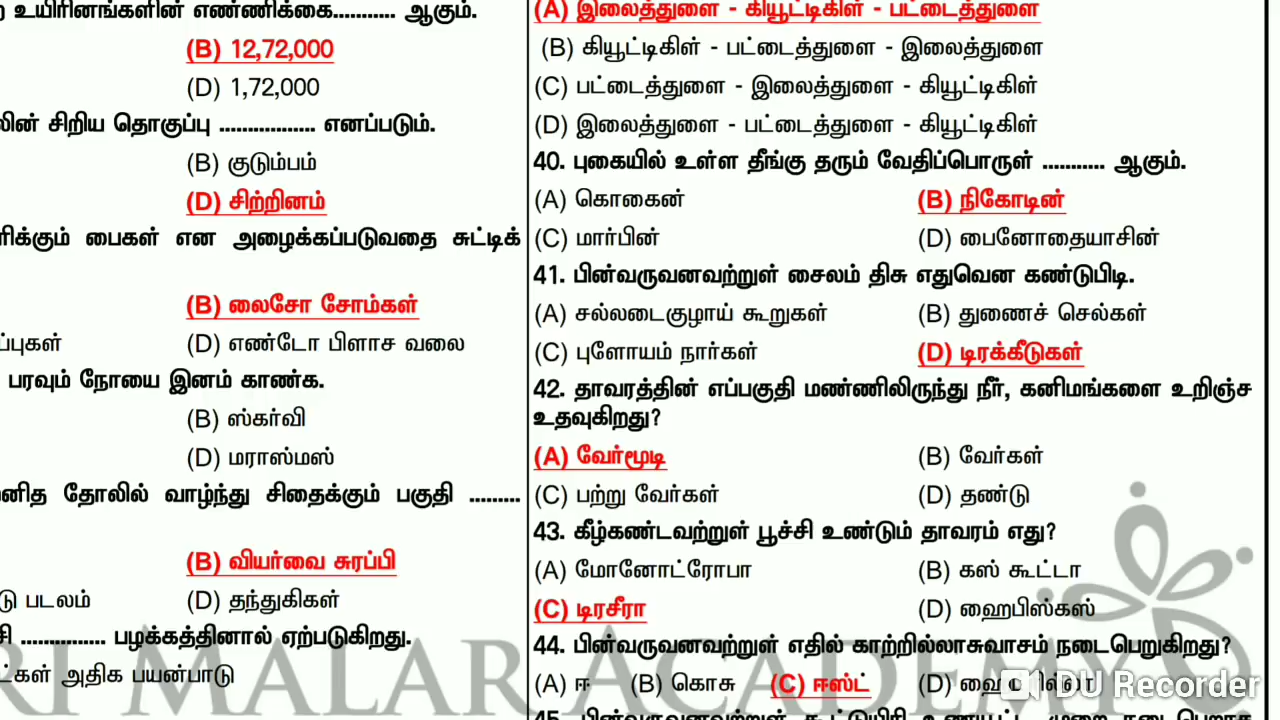 உயிரினங்களின் எண்ணிக்கை........... ஆகும்.
(B) 12,72,000
(D) 1,72,000
சிறிய தொகுப்பு ................ எனப்படும்.
(B) குடும்பம்
(D) சிற்றினம்
பைகள் என அழைக்கப்படுவதை சுட்டிக்
(B) லைசோ சோம்கள்
(D) எண்டோ பிளாச வலை
பரவும் நோயை இனம் காண்க.
(B) ஸ்கர்வி
(D) மராஸ்மஸ்
தோலில் வாழ்ந்து சிதைக்கும் பகுதி .........
(B) வியர்வை சுரப்பி
படலம் (D) தந்துகிகள்
.............. பழக்கத்தினால் ஏற்படுகிறது.
அதிக பயன்பாடு
(A) இலைத்துளை - கியூட்டிகிள் - பட்டைத்துளை
(B) கியூட்டிகிள் - பட்டைத்துளை - இலைத்துளை
(C) பட்டைத்துளை - இலைத்துளை - கியூட்டிகிள்
(D) இலைத்துளை - பட்டைத்துளை - கியூட்டிகிள்
40. புகையில் உள்ள தீங்கு தரும் வேதிப்பொருள் ........... ஆகும்.
(A) கொகைன் (B) நிகோடின்
(C) மார்பின் (D) பைனோதையாசின்
41. பின்வருவனவற்றுள் சைலம் திசு எதுவென கண்டுபிடி.
(A) சல்லடைகுழாய் கூறுகள் (B) துணைச் செல்கள்
(C) புளோயம் நார்கள் (D) டிரக்கீடுகள்
42. தாவரத்தின் எப்பகுதி மண்ணிலிருந்து நீர், கனிமங்களை உறிஞ்ச
உதவுகிறது?
(A) வேர்மூடி (B) வேர்கள்
(C) பற்று வேர்கள் (D) தண்டு
43. கீழ்கண்டவற்றுள் பூச்சி உண்டும் தாவரம் எது?
(A) மோனோட்ரோபா (B) கஸ் கூட்டா
(C) டிரசீரா (D) ஹைபிஸ்கஸ்
44. பின்வருவனவற்றுள் எதில் காற்றில்லாசுவாசம் நடைபெறுகிறது?
(A) ஈ (B) கொசு (C) ஈஸ்ட் (D)
MALAR ACADEMY
DU Recorder